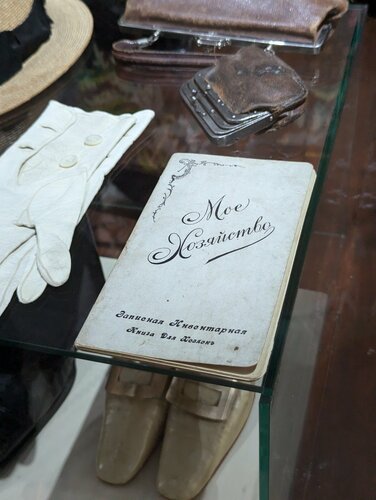 Мое
Хозяйство
Записная Инвентарная
Книга Для Хозяекъ